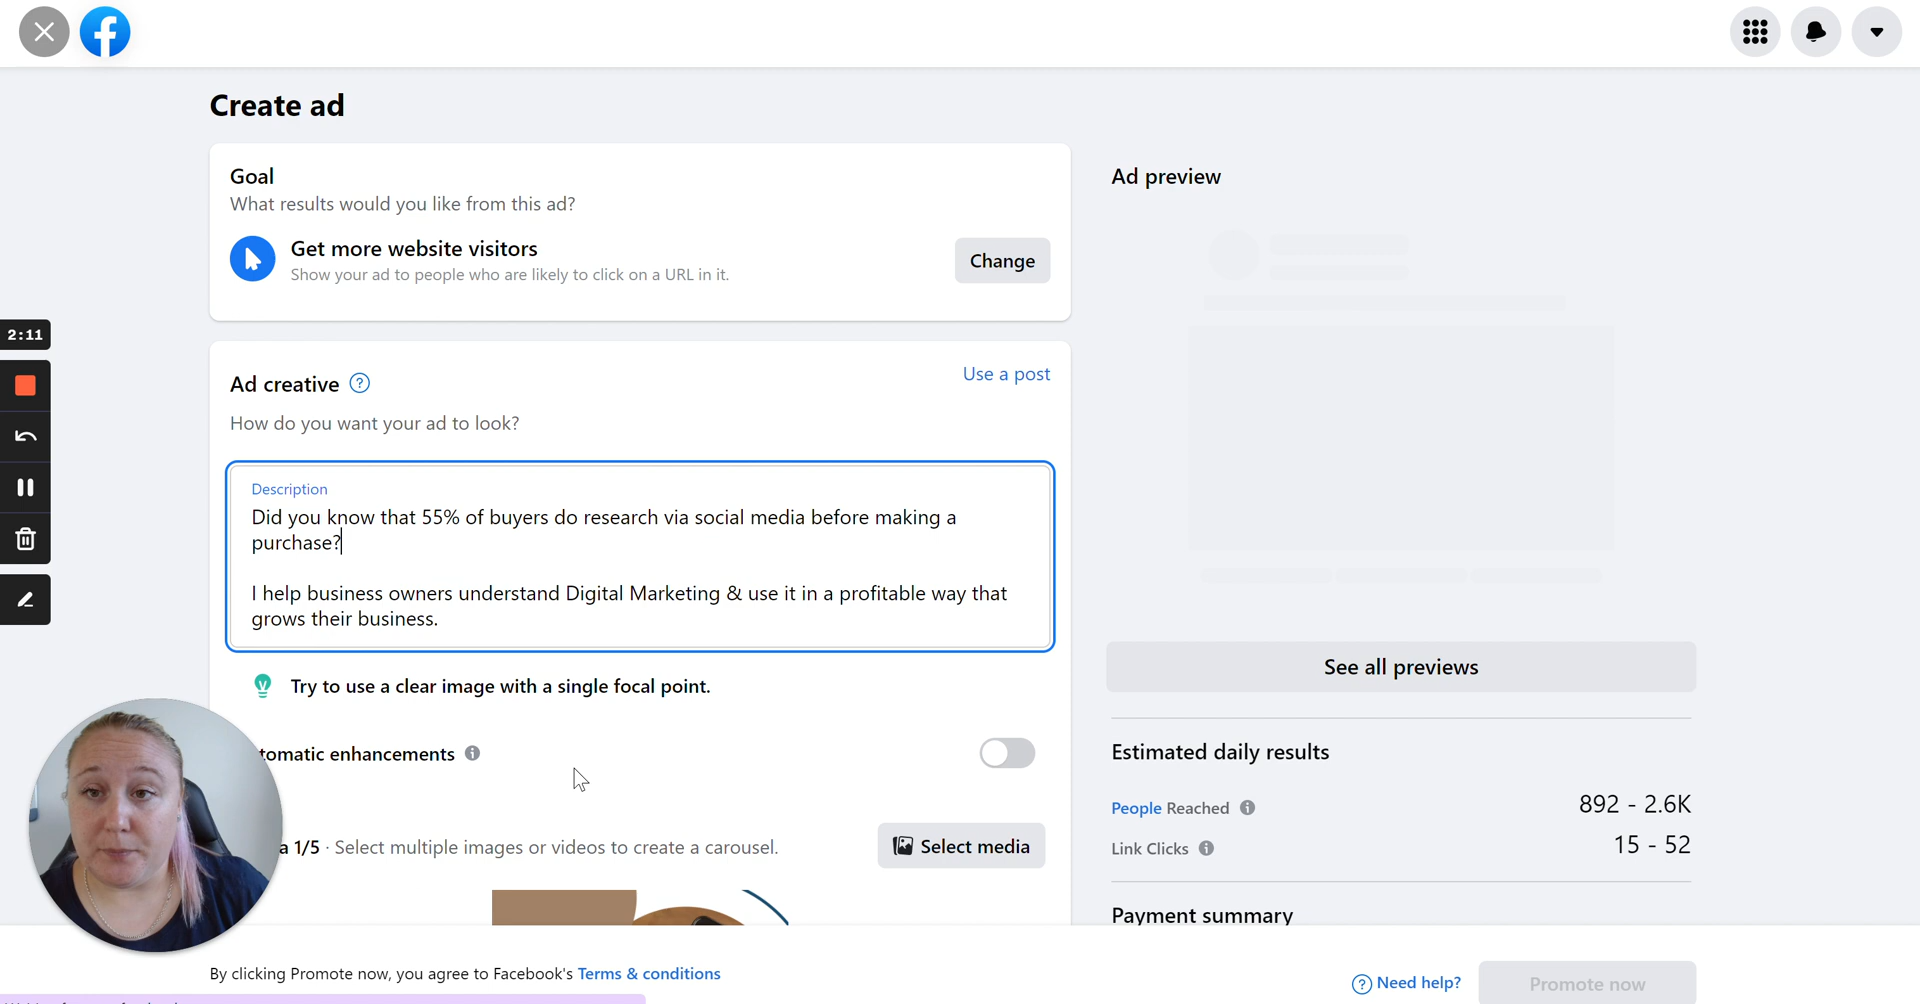 Create ad
Goal
What results would you like from this ad?
Get more website visitors
Show your ad to people who are likely to click on a URL in it.
Change
Ad creative
Use a post
How do you want your ad to look?
Description
Did you know that 55% of buyers do research via social media before making a
purchase?
I help business owners understand Digital Marketing & use it in a profitable way that
grows their business.
Try to use a clear image with a single focal point.
tomatic enhancements
a 1/5 · Select multiple images or videos to create a carousel.
Select media
By clicking Promote now, you agree to Facebook's Terms & conditions
2:11
Ad preview
See all previews
Estimated daily results
People Reached
892 - 2.6K
Link Clicks
15 - 52
Payment summary
Need help?
Promote now